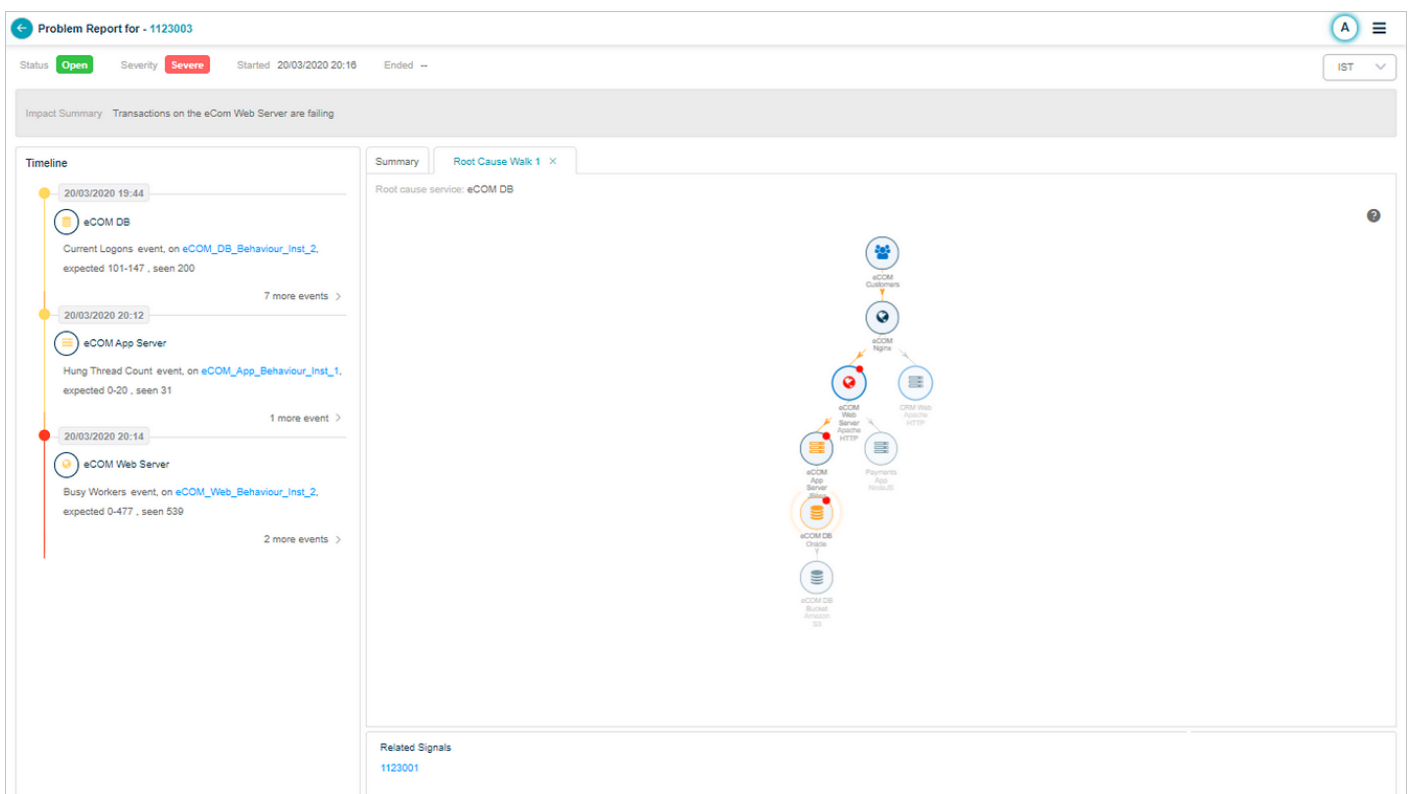 Problem Report for - 1123003
A
Status Open Severity Severe Started 20/03/2020 20:16 Ended --
IST
Impact Summary Transactions on the eCom Web Server are failing
Timeline
20/03/2020 19:44
eCOM DB
Current Logons event, on eCOM_DB_Behaviour_Inst_2,
expected 101-147 , seen 200
7 more events >
20/03/2020 20:12
eCOM App Server
Hung Thread Count event, on eCOM_App_Behaviour_Inst_1,
expected 0-20 , seen 31
1 more event >
20/03/2020 20:14
eCOM Web Server
Busy Workers event, on eCOM_Web_Behaviour_Inst_2,
expected 0-477 , seen 539
2 more events >
Summary
Root Cause Walk 1 ×
Root cause service: eCOM DB
?
eCOM
Customers
eCOM
Nginx
eCOM
Web
Server
Apache
HTTP
CRM Web
Apache
HTTP
eCOM
App
Server
Payments
App
NodeJS
eCOM DB
Oracle
eCOM DB
Bucket
Amazon
S3
Related Signals
1123001